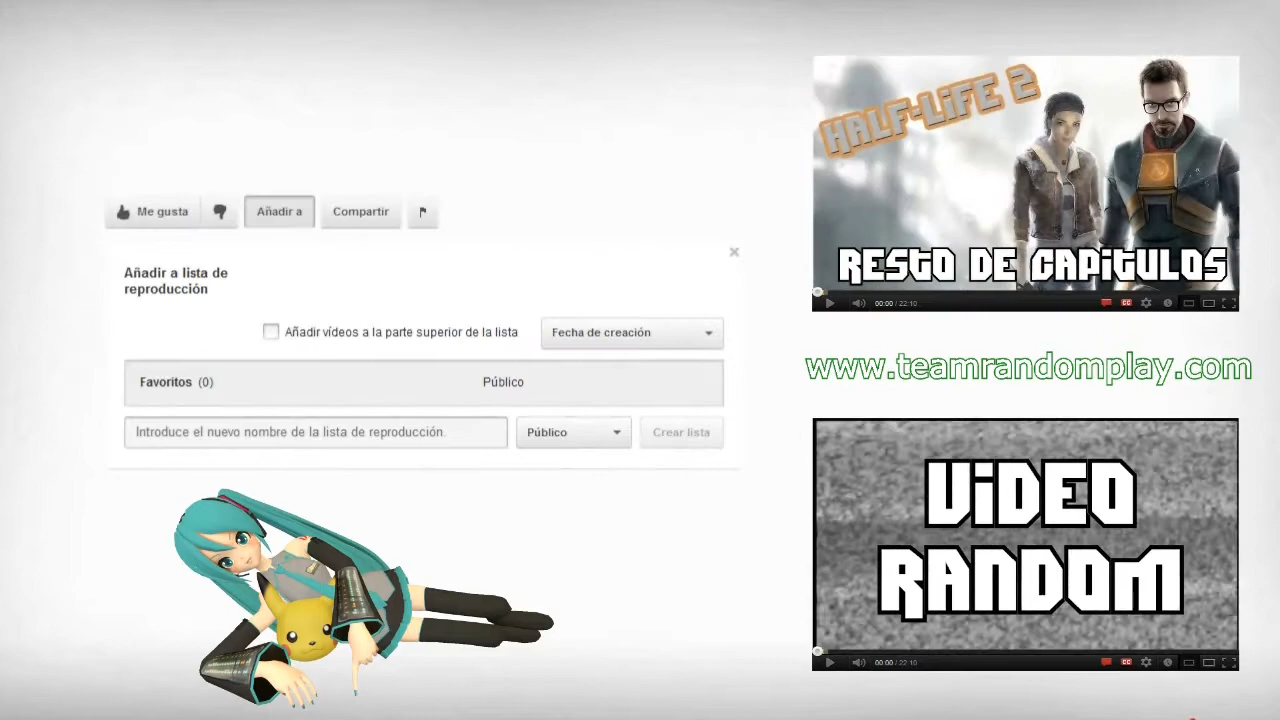 Me gusta
Añadir a
Compartir
Añadir a lista de
reproducción
Añadir vídeos a la parte superior de la lista
Fecha de creación
Favoritos (0)
Público
Introduce el nuevo nombre de la lista de reproducción
Público
Crear lista
HALF-LIFE 2
RESTO DE CAPITULOS
00:00 / 22:10
CC
www.teamrandomplay.com
VIDEO
RANDOM
00:00 / 22:10
CC